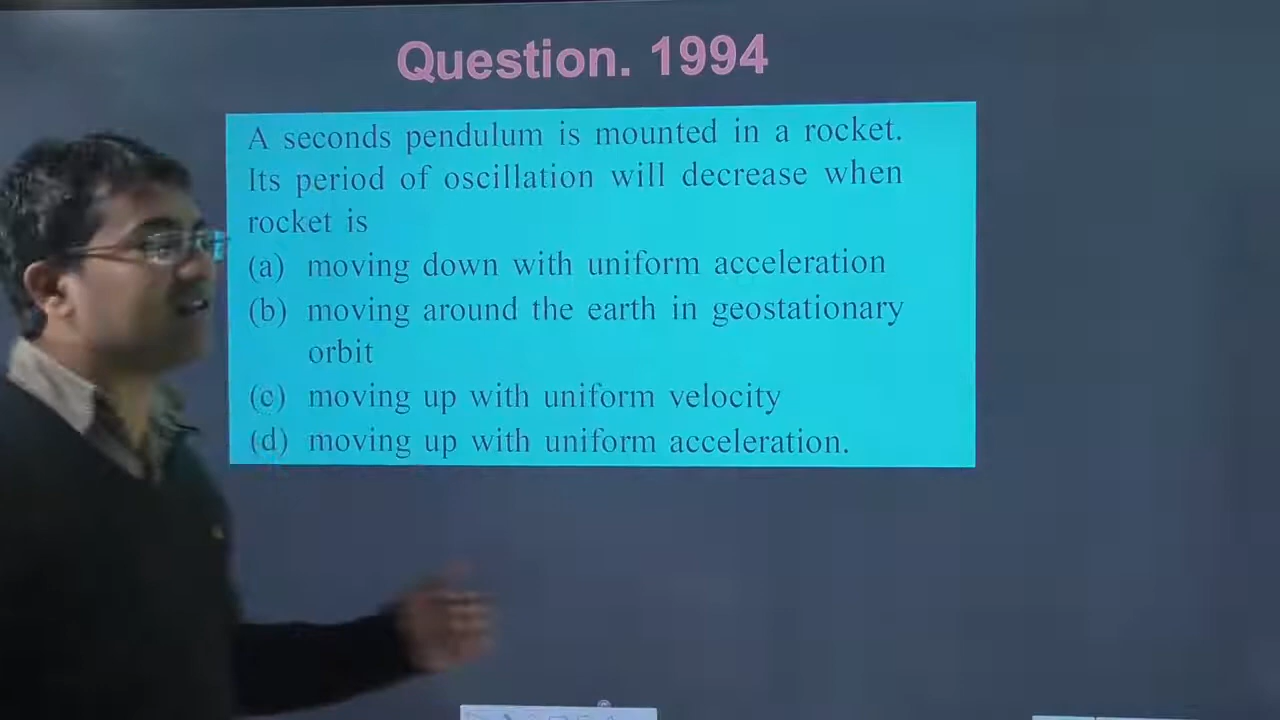 Question. 1994
A seconds pendulum is mounted in a rocket.
Its period of oscillation will decrease when
rocket is
(a) moving down with uniform acceleration
(b) moving around the earth in geostationary
orbit
(c) moving up with uniform velocity
(d) moving up with uniform acceleration.